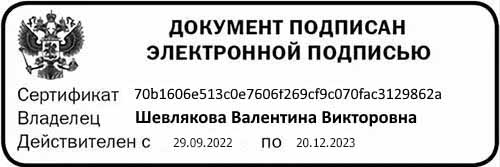 ДОКУМЕНТ ПОДПИСАН
ЭЛЕКТРОННОЙ ПОДПИСЬЮ
Сертификат 70b1606e513c0e7606f269cf9c070fac3129862a
Владелец Шевлякова Валентина Викторовна
Действителен с 29.09.2022 по 20.12.2023